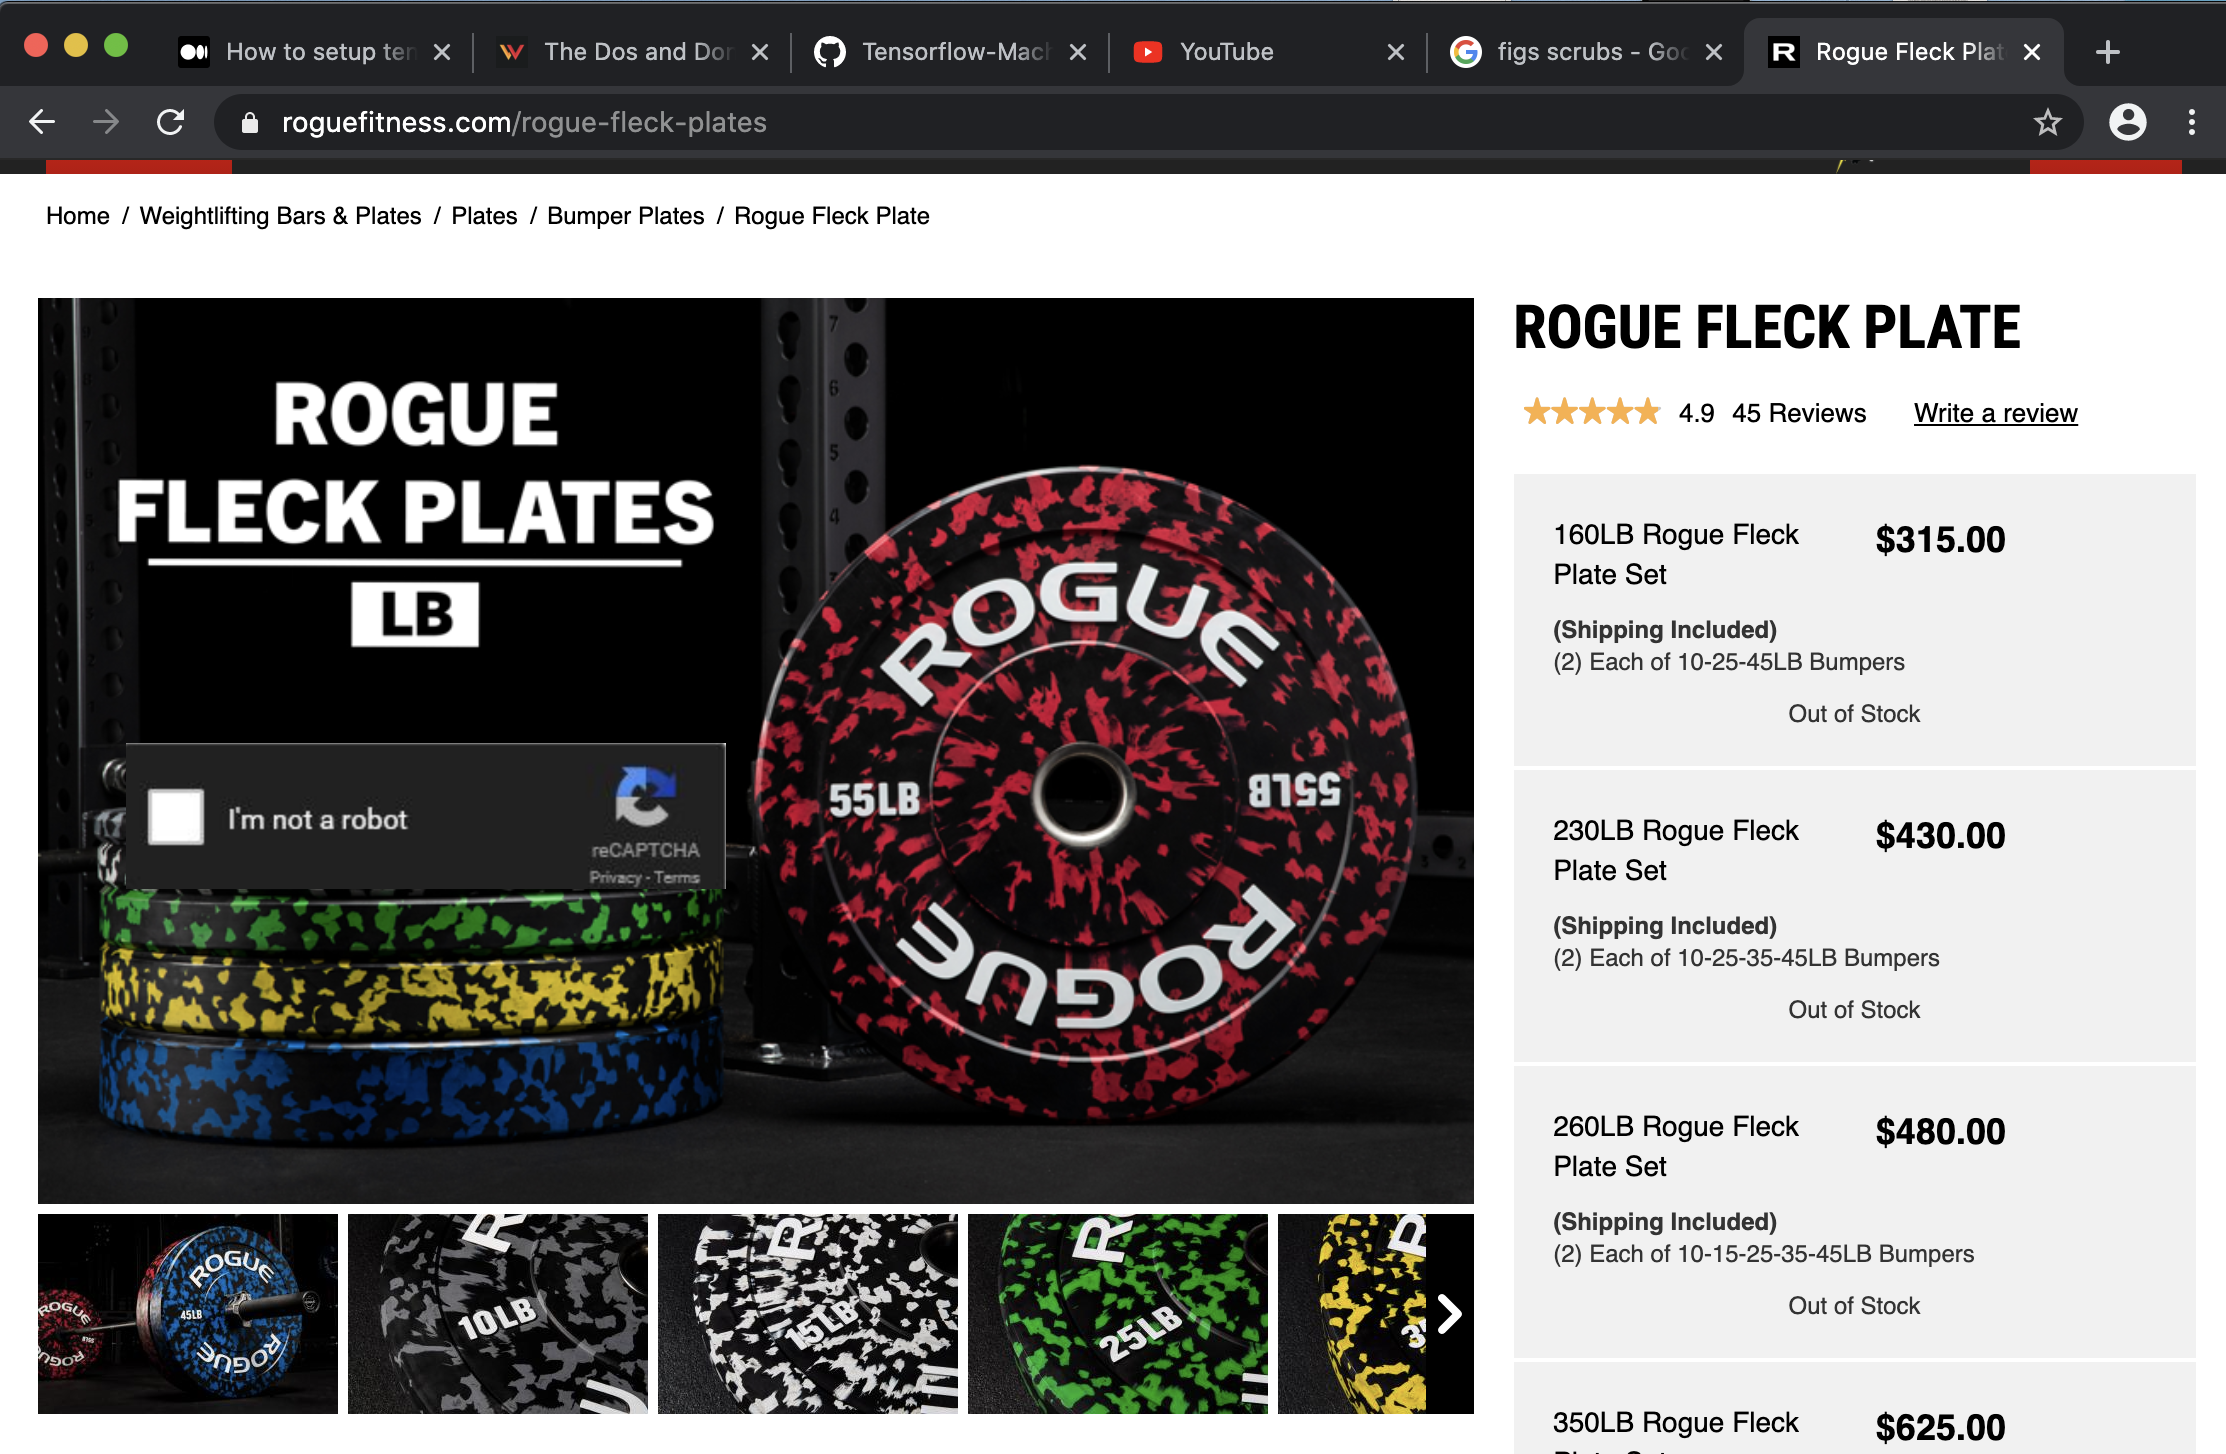 How to setup ten
The Dos and Don
Tensorflow-Mach
YouTube
figs scrubs - Goo
Rogue Fleck Plat
roguefitness.com/rogue-fleck-plates
Home / Weightlifting Bars & Plates / Plates / Bumper Plates / Rogue Fleck Plate
ROGUE
FLECK PLATES
LB
I'm not a robot
reCAPTCHA
Privacy - Terms
ROGUE
55LB
55LB
ROGUE
ROGUE
45LB
ROGUE
ROGUE
ROGUE
10LB
15LB
25LB
ROGUE FLECK PLATE
4.9 45 Reviews Write a review
160LB Rogue Fleck
Plate Set
$315.00
(Shipping Included)
(2) Each of 10-25-45LB Bumpers
Out of Stock
230LB Rogue Fleck
Plate Set
$430.00
(Shipping Included)
(2) Each of 10-25-35-45LB Bumpers
Out of Stock
260LB Rogue Fleck
Plate Set
$480.00
(Shipping Included)
(2) Each of 10-15-25-35-45LB Bumpers
Out of Stock
350LB Rogue Fleck
$625.00